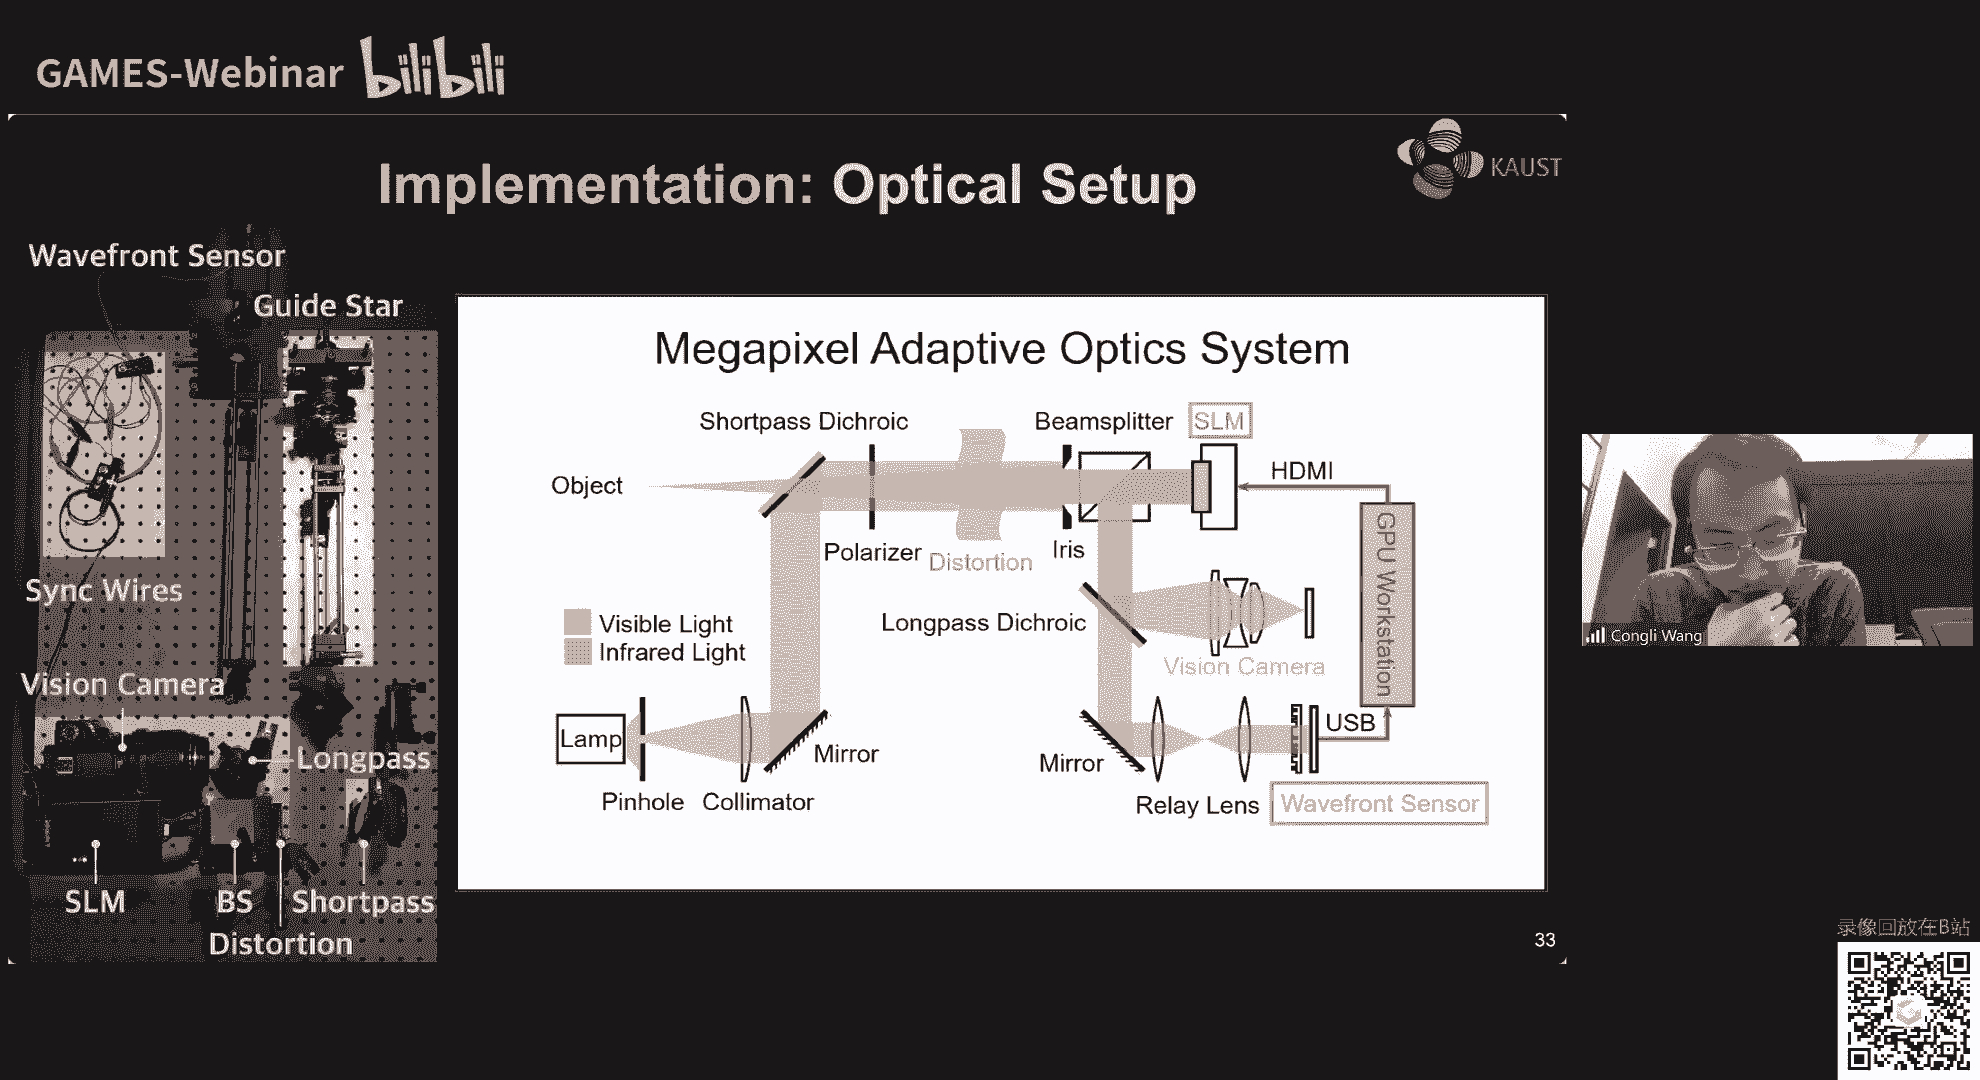 GAMES-Webinar bilibili
KAUST
Implementation: Optical Setup
Wavefront Sensor
Guide Star
Sync Wires
Vision Camera
Longpass
SLM
BS
Shortpass
Distortion
Megapixel Adaptive Optics System
Shortpass Dichroic
Beamsplitter
SLM
Object
HDMI
Polarizer
Distortion
Iris
GPU Workstation
Visible Light
Infrared Light
Longpass Dichroic
Vision Camera
Lamp
Mirror
Mirror
USB
Pinhole
Collimator
Relay Lens
Wavefront Sensor
33
Congli Wang
录像回放在B站